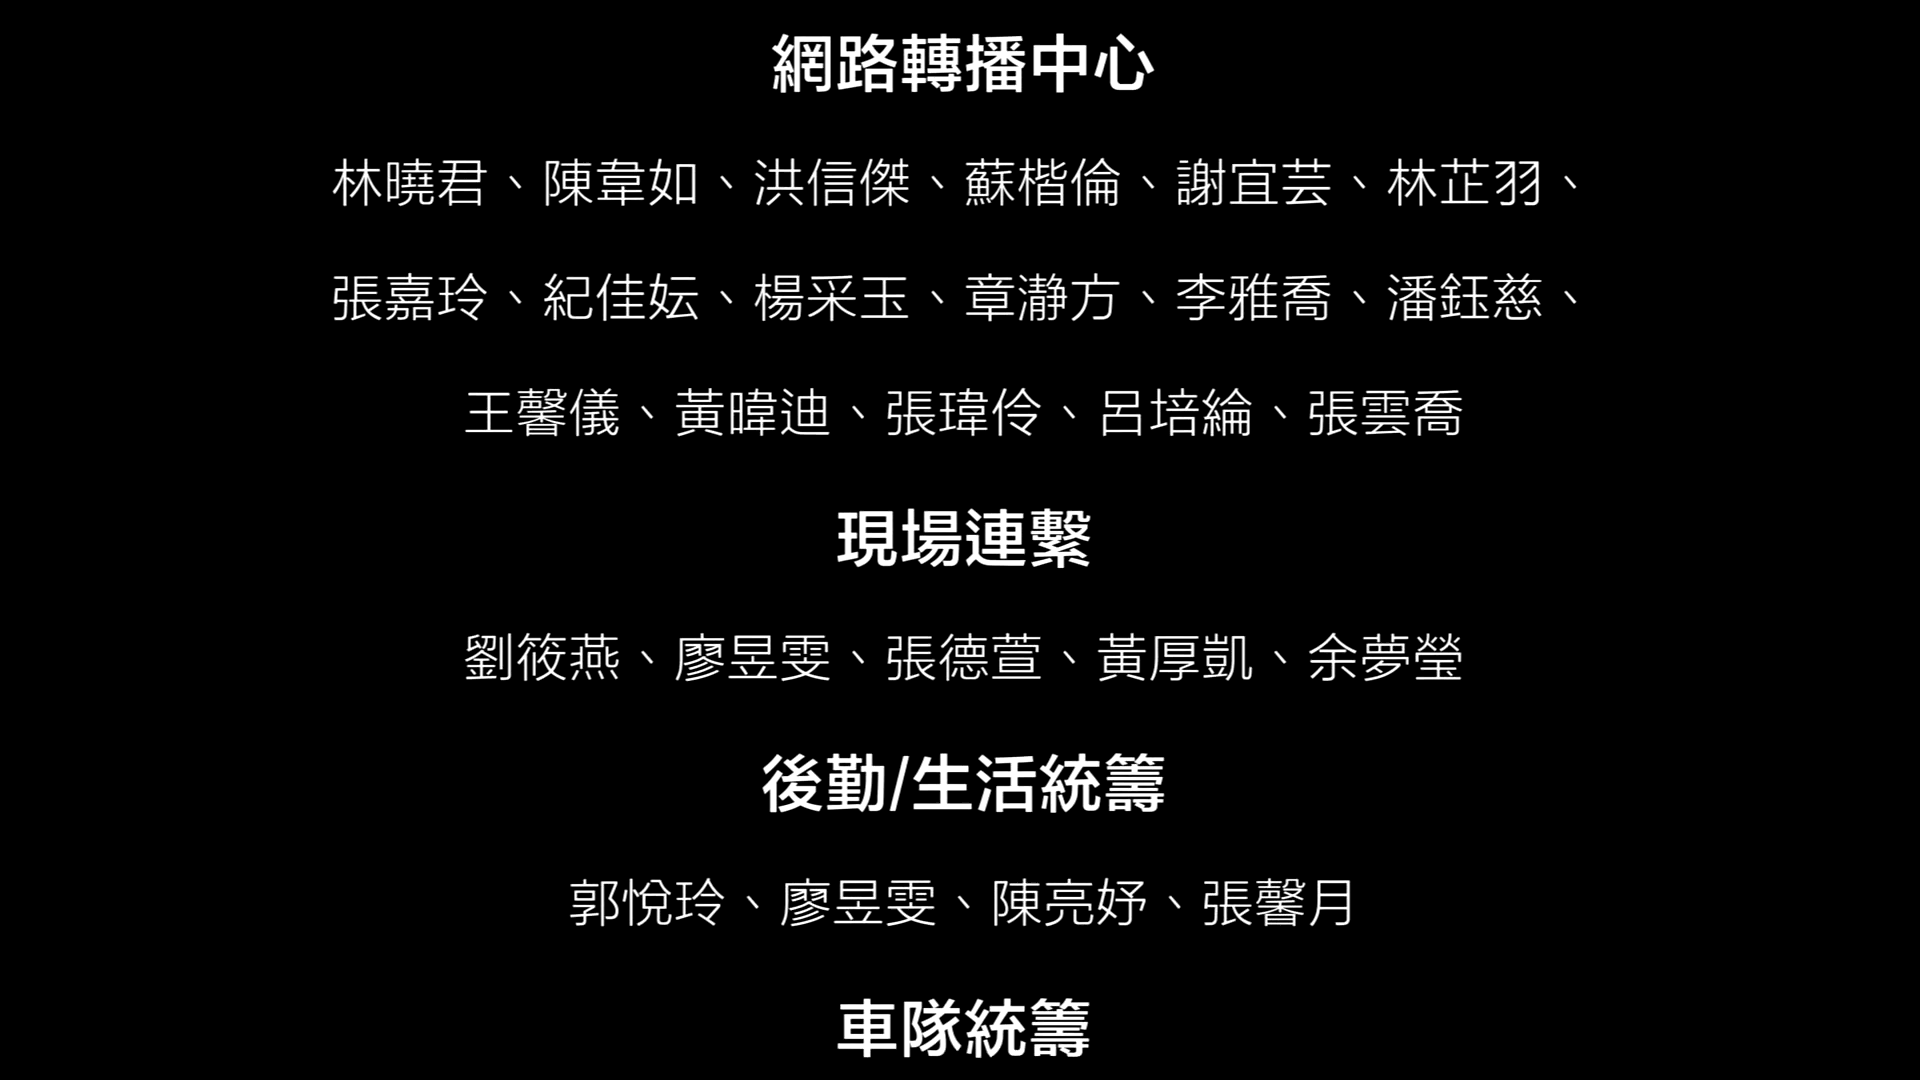 網路轉播中心
林曉君、陳韋如、洪信傑、蘇楷倫、謝宜芸、林芷羽、
張嘉玲、紀佳妘、楊采玉、章瀞方、李雅喬、潘鈺慈、
王馨儀、黃暐迪、張瑋伶、呂培綸、張雲喬
現場連繫
劉筱燕、廖昱雯、張德萱、黃厚凱、余夢瑩
後勤/生活統籌
郭悅玲、廖昱雯、陳亮妤、張馨月
車隊統籌